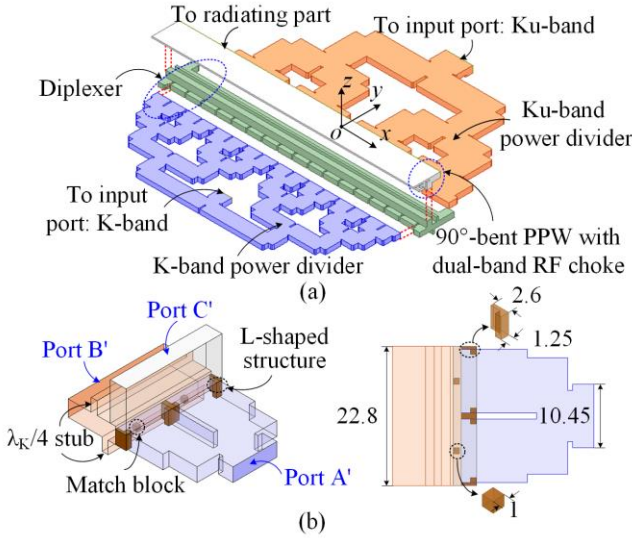 To radiating part
To input port: Ku-band
Diplexer
z
y
o
x
Ku-band
power divider
To input
port: K-band
K-band power divider
90°-bent PPW with
dual-band RF choke
(a)
Port C'
Port B'
L-shaped
structure
λK/4 stub
Match block
Port A'
2.6
1.25
22.8
10.45
1
(b)